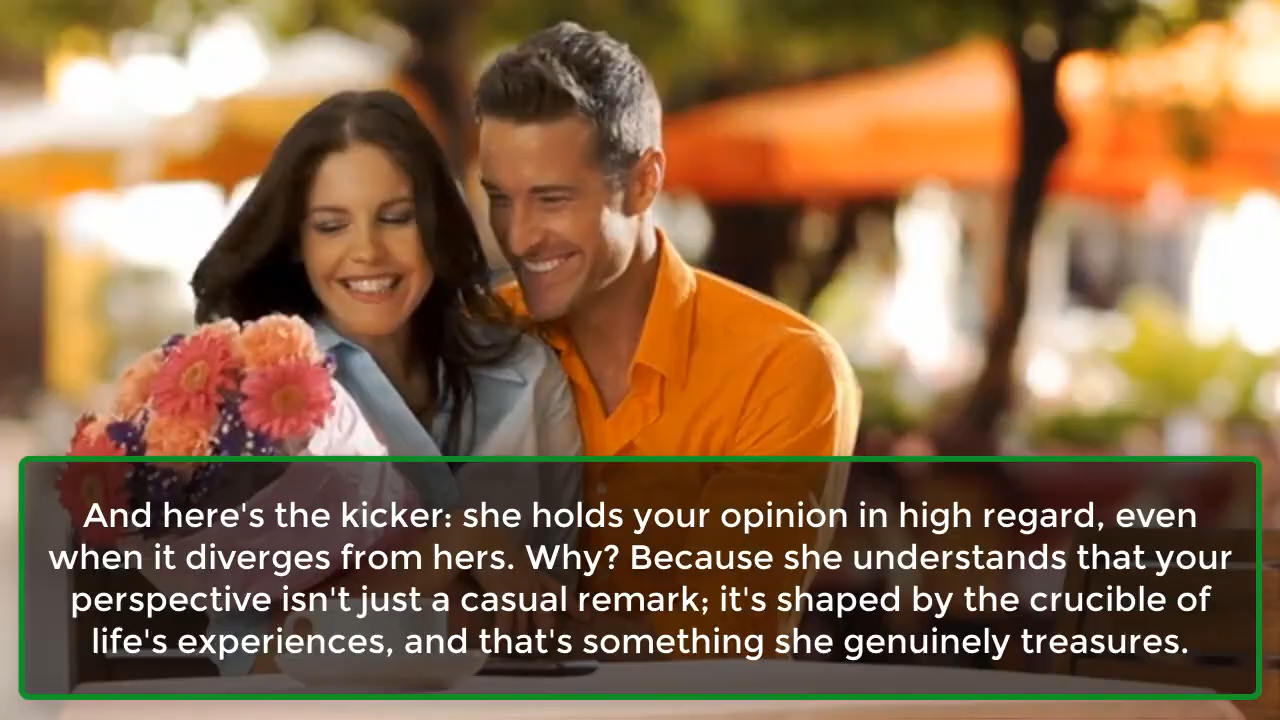 And here's the kicker: she holds your opinion in high regard, even
when it diverges from hers. Why? Because she understands that your
perspective isn't just a casual remark; it's shaped by the crucible of
life's experiences, and that's something she genuinely treasures.